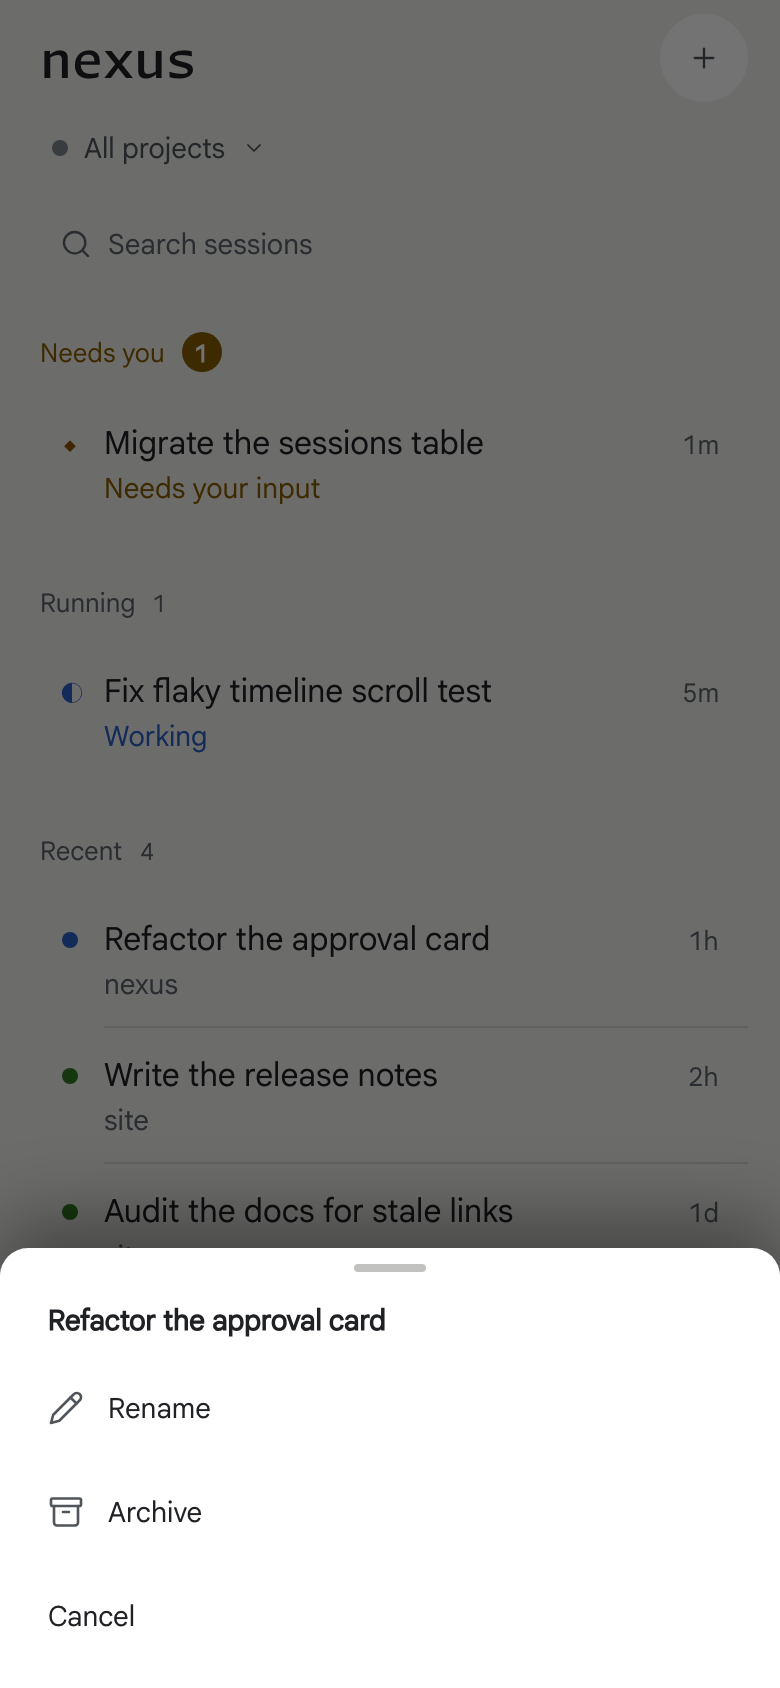 nexus
All projects
Search sessions
Needs you 1
Migrate the sessions table 1m
Needs your input
Running 1
Fix flaky timeline scroll test 5m
Working
Recent 4
Refactor the approval card 1h
nexus
Write the release notes 2h
site
Audit the docs for stale links 1d
Refactor the approval card
Rename
Archive
Cancel